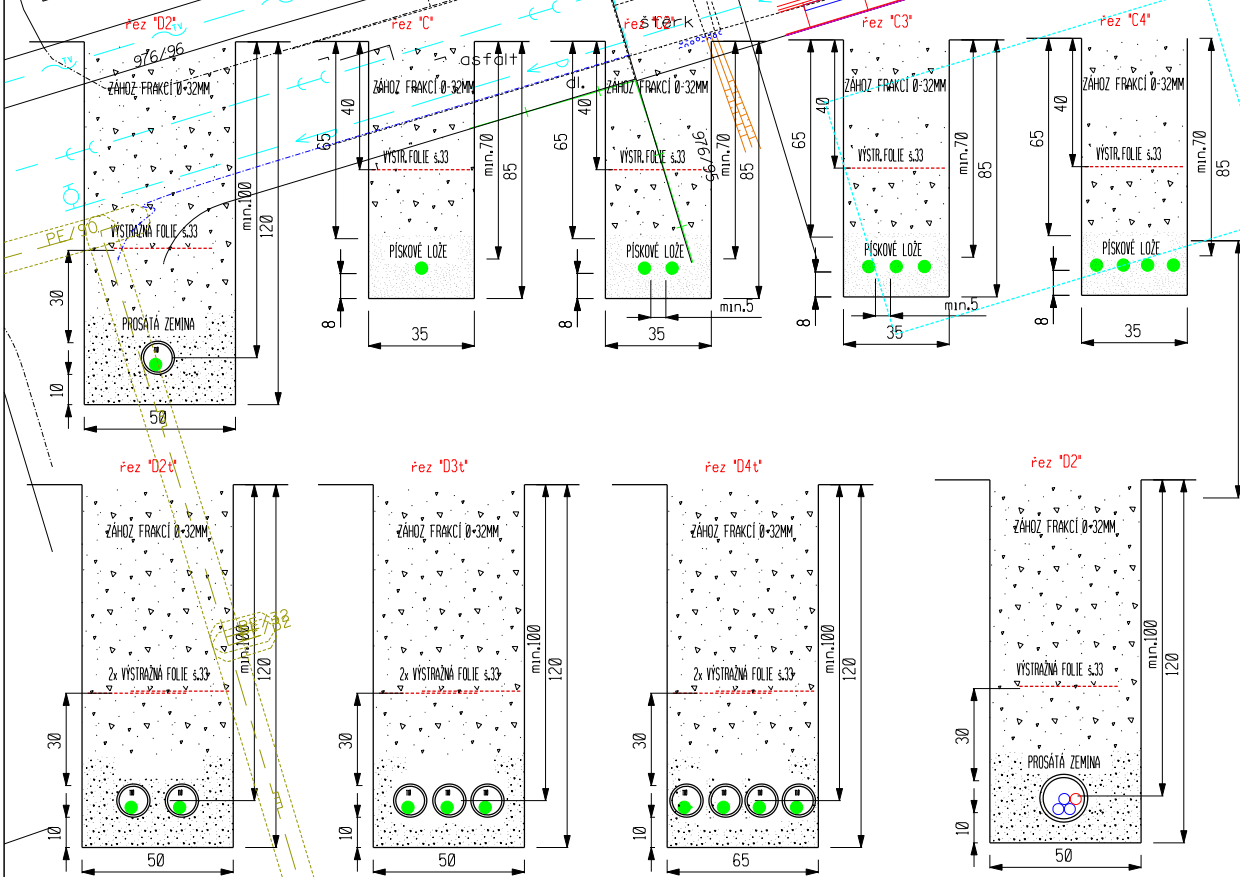 řez "D2"
řez "C"
štěrk
řez "C3"
řez "C4"
TV
976/96
asfalt
ZÁHOZ FRAKCÍ 0-32MM
ZÁHOZ FRAKCÍ 0-32MM
dl.
ZÁHOZ FRAKCÍ 0-32MM
ZÁHOZ FRAKCÍ 0-32MM
ZÁHOZ FRAKCÍ 0-32MM
40
40
40
40
65
65
65
65
min.70
min.70
min.70
min.70
85
85
85
85
976/95
VÝSTR.FOLIE š.33
VÝSTR.FOLIE š.33
VÝSTR.FOLIE š.33
VÝSTR.FOLIE š.33
min.100
120
PE/90
VÝSTRAŽNÁ FOLIE š.33
PÍSKOVÉ LOŽE
PÍSKOVÉ LOŽE
PÍSKOVÉ LOŽE
PÍSKOVÉ LOŽE
30
PROSÁTÁ ZEMINA
10
50
8
8
8
8
min.5
min.5
35
35
35
35
řez "D2t"
řez "D3t"
řez "D4t"
řez "D2"
ZÁHOZ FRAKCÍ 0-32MM
ZÁHOZ FRAKCÍ 0-32MM
ZÁHOZ FRAKCÍ 0-32MM
ZÁHOZ FRAKCÍ 0-32MM
min.100
120
min.100
120
min.100
120
min.100
120
2x VÝSTRAŽNÁ FOLIE š.33
2x VÝSTRAŽNÁ FOLIE š.33
2x VÝSTRAŽNÁ FOLIE š.33
VÝSTRAŽNÁ FOLIE š.33
30
30
30
30
PROSÁTÁ ZEMINA
10
10
10
10
50
50
65
50